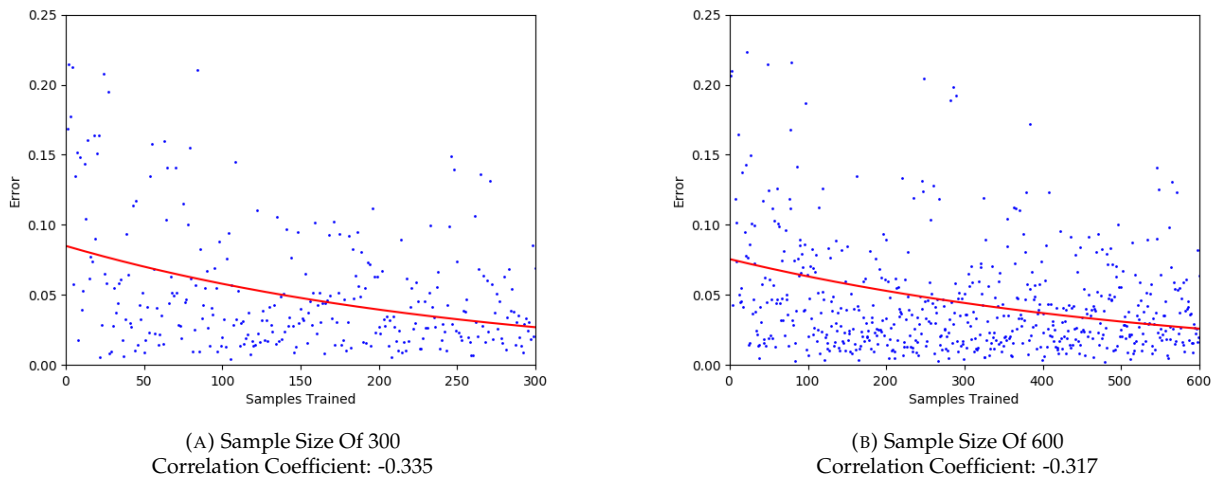 0.25
0.20
0.15
0.10
0.05
0.00
Error
0 50 100 150 200 250 300
Samples Trained
(A) Sample Size Of 300
Correlation Coefficient: -0.335
0.25
0.20
0.15
0.10
0.05
0.00
Error
0 100 200 300 400 500 600
Samples Trained
(B) Sample Size Of 600
Correlation Coefficient: -0.317